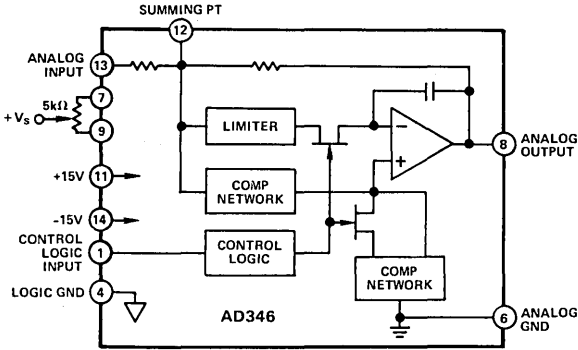 SUMMING PT
12
ANALOG
INPUT
13
7
5kΩ
+VS
9
LIMITER
−
+
8
ANALOG
OUTPUT
+15V
11
COMP
NETWORK
-15V
14
CONTROL
LOGIC
INPUT
1
CONTROL
LOGIC
COMP
NETWORK
LOGIC GND
4
AD346
6
ANALOG
GND